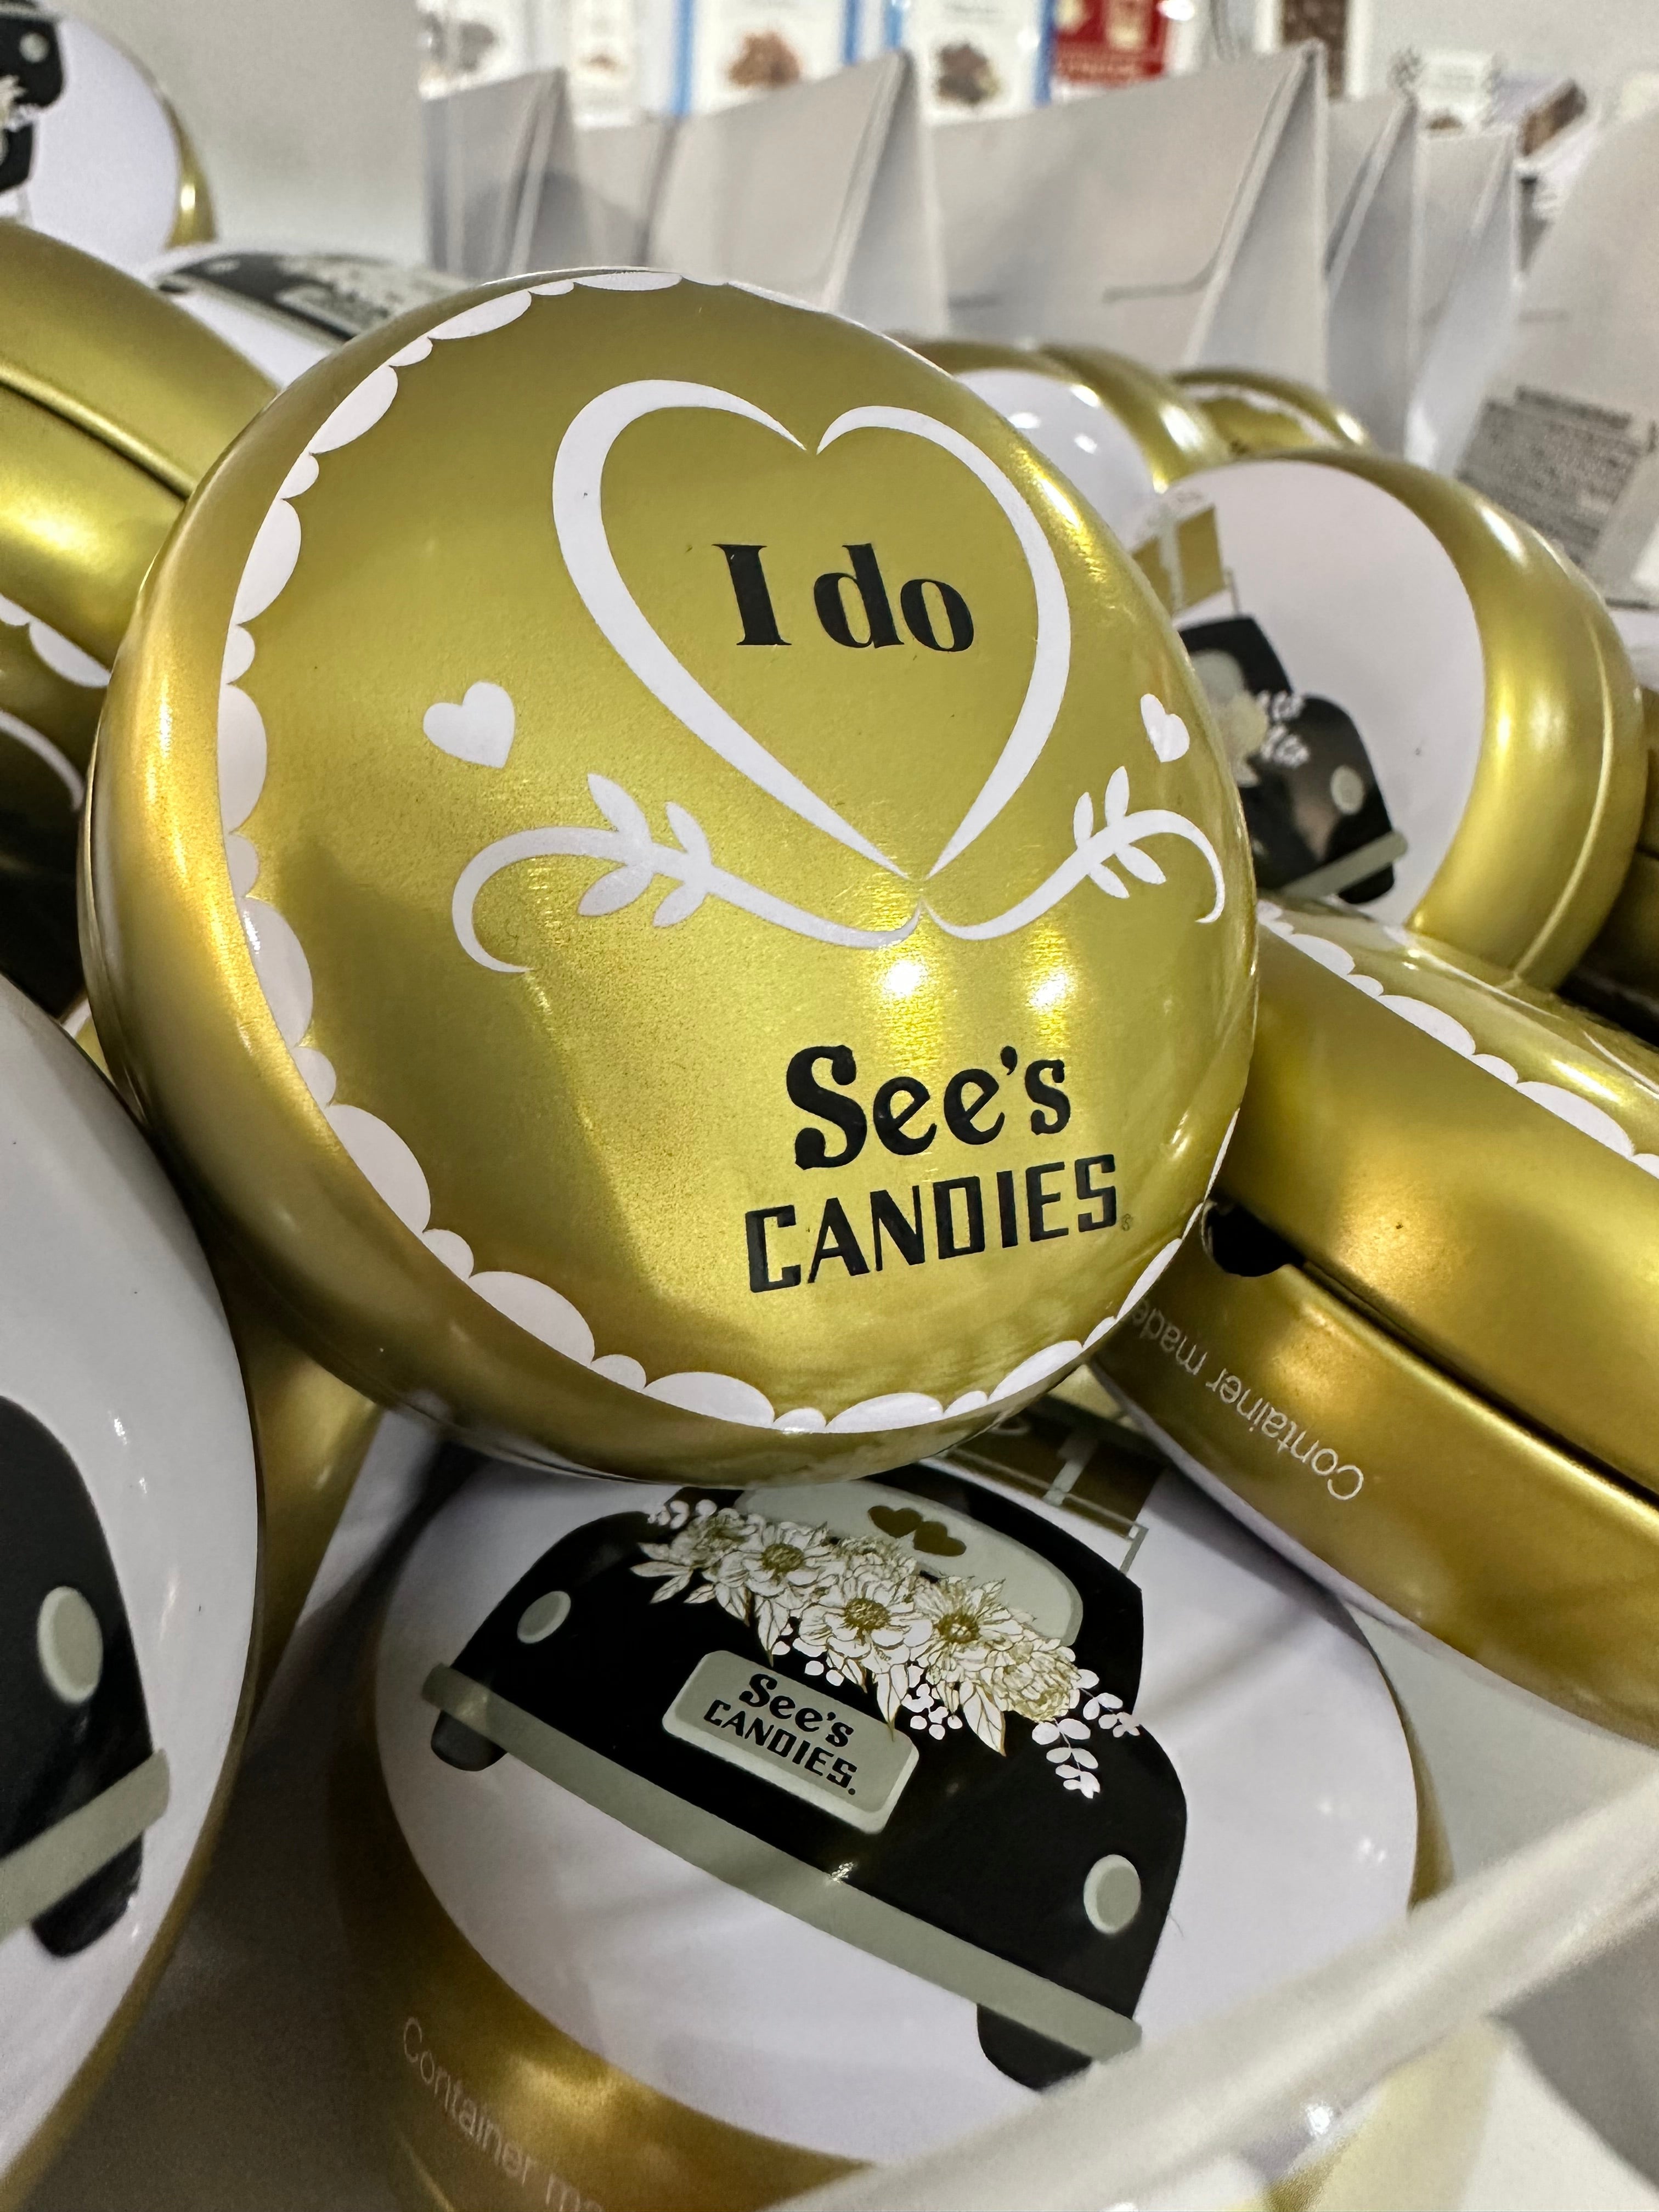 I do
See's
CANDIES®
Container made
See's
CANDIES.
Container